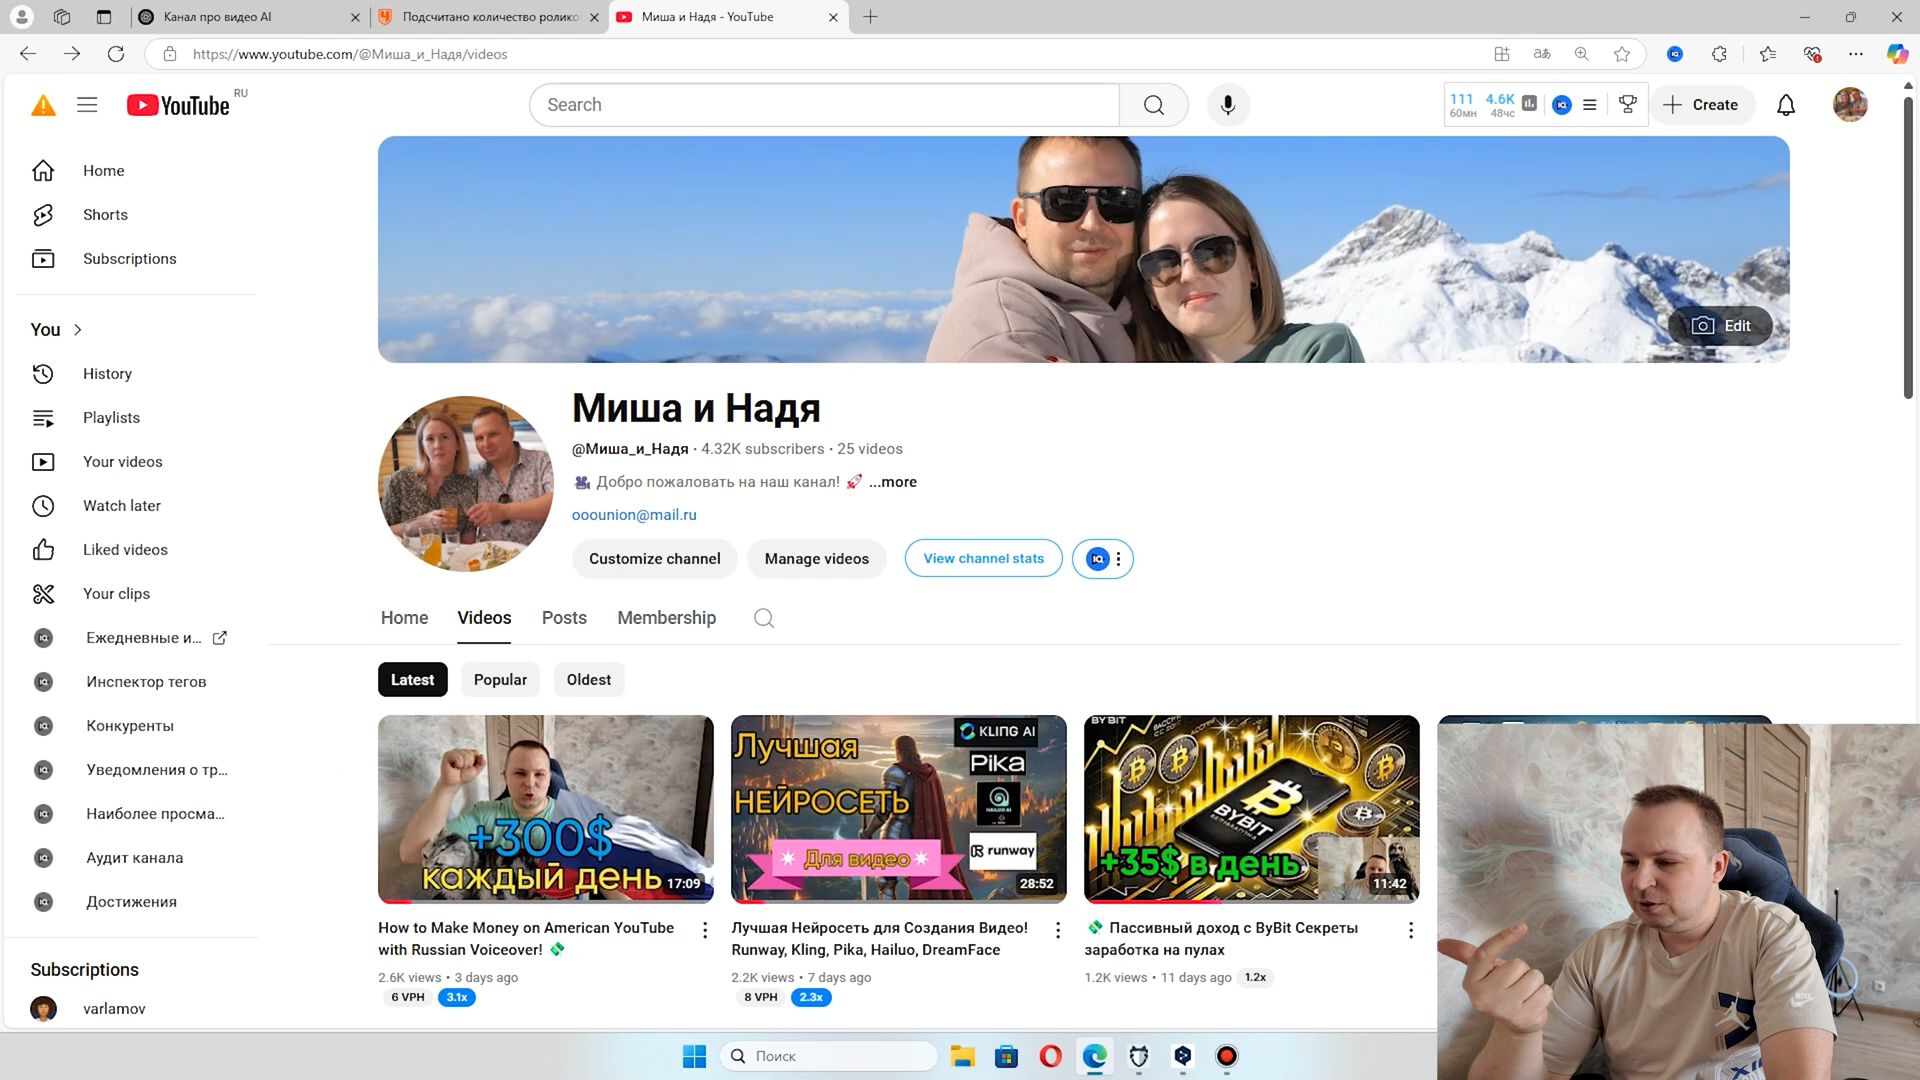 Канал про видео AI
Подсчитано количество ролико
Миша и Надя - YouTube
https://www.youtube.com/@Миша_и_Надя/videos
YouTube RU
Search
111 4.6K
60мн 48чс
Create
Home
Shorts
Subscriptions
You
History
Playlists
Your videos
Watch later
Liked videos
Your clips
Ежедневные и...
Инспектор тегов
Конкуренты
Уведомления о тр...
Наиболее просма...
Аудит канала
Достижения
Subscriptions
varlamov
Edit
Миша и Надя
@Миша_и_Надя · 4.32K subscribers · 25 videos
Добро пожаловать на наш канал! 🚀 ...more
ooounion@mail.ru
Customize channel
Manage videos
View channel stats
Home
Videos
Posts
Membership
Latest
Popular
Oldest
+300$
каждый день
17:09
How to Make Money on American YouTube
with Russian Voiceover! 💸
2.6K views • 3 days ago
6 VPH 3.1x
Лучшая
НЕЙРОСЕТЬ
Для видео
KLING AI
Pika
HAILUO AI
runway
28:52
Лучшая Нейросеть для Создания Видео!
Runway, Kling, Pika, Hailuo, DreamFace
2.2K views • 7 days ago
8 VPH 2.3x
BYBIT
BYBIT
+35$ в день
11:42
💸 Пассивный доход с ByBit Секреты
заработка на пулах
1.2K views • 11 days ago 1.2x
Поиск
NIKE